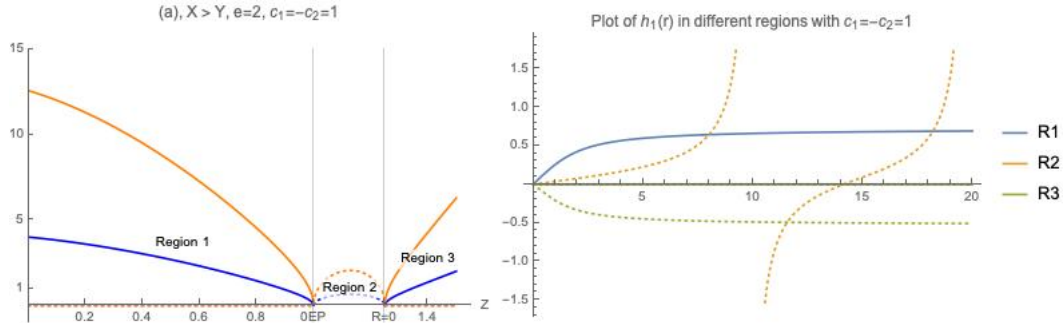 (a), X > Y, e=2, c₁=−c₂=1
15
10
5
1
Region 1
Region 2
Region 3
0.2
0.4
0.6
0.8
0EP
R=0
1.4
Z
Plot of h₁(r) in different regions with c₁=−c₂=1
1.5
1.0
0.5
-0.5
-1.0
-1.5
5
10
15
20
R1
R2
R3